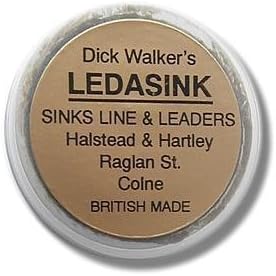 Dick Walker's
LEDASINK
SINKS LINE & LEADERS
Halstead & Hartley
Raglan St.
Colne
BRITISH MADE